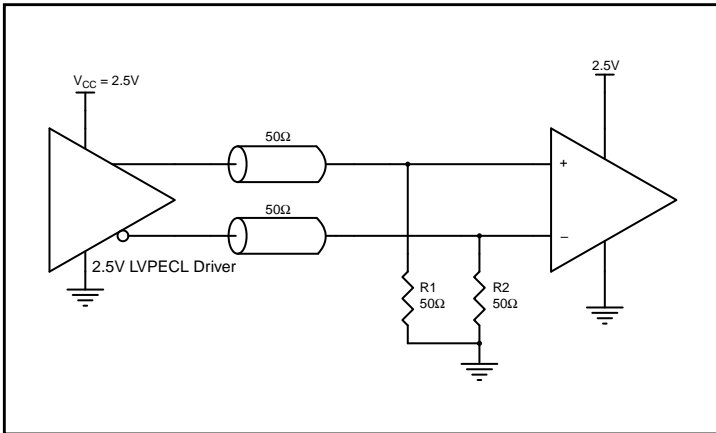 V_CC = 2.5V
2.5V
50Ω
50Ω
+
–
2.5V LVPECL Driver
R1
50Ω
R2
50Ω